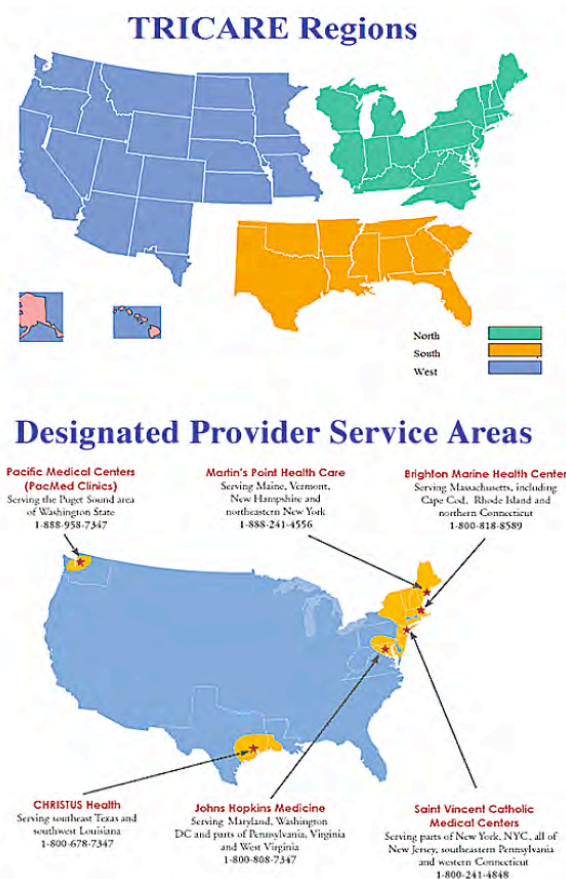 TRICARE Regions
North
South
West
Designated Provider Service Areas
Pacific Medical Centers
(PacMed Clinics)
Serving the Puget Sound area
of Washington State
1-888-958-7347
Martin's Point Health Care
Serving Maine, Vermont,
New Hampshire and
northeastern New York
1-888-241-4556
Brighton Marine Health Center
Serving Massachusetts, including
Cape Cod, Rhode Island and
northern Connecticut
1-800-818-8589
CHRISTUS Health
Serving southeast Texas and
southwest Louisiana
1-800-678-7347
Johns Hopkins Medicine
Serving Maryland, Washington
DC and parts of Pennsylvania, Virginia
and West Virginia
1-800-808-7347
Saint Vincent Catholic
Medical Centers
Serving parts of New York, NYC, all of
New Jersey, southeastern Pennsylvania
and western Connecticut
1-800-241-4848